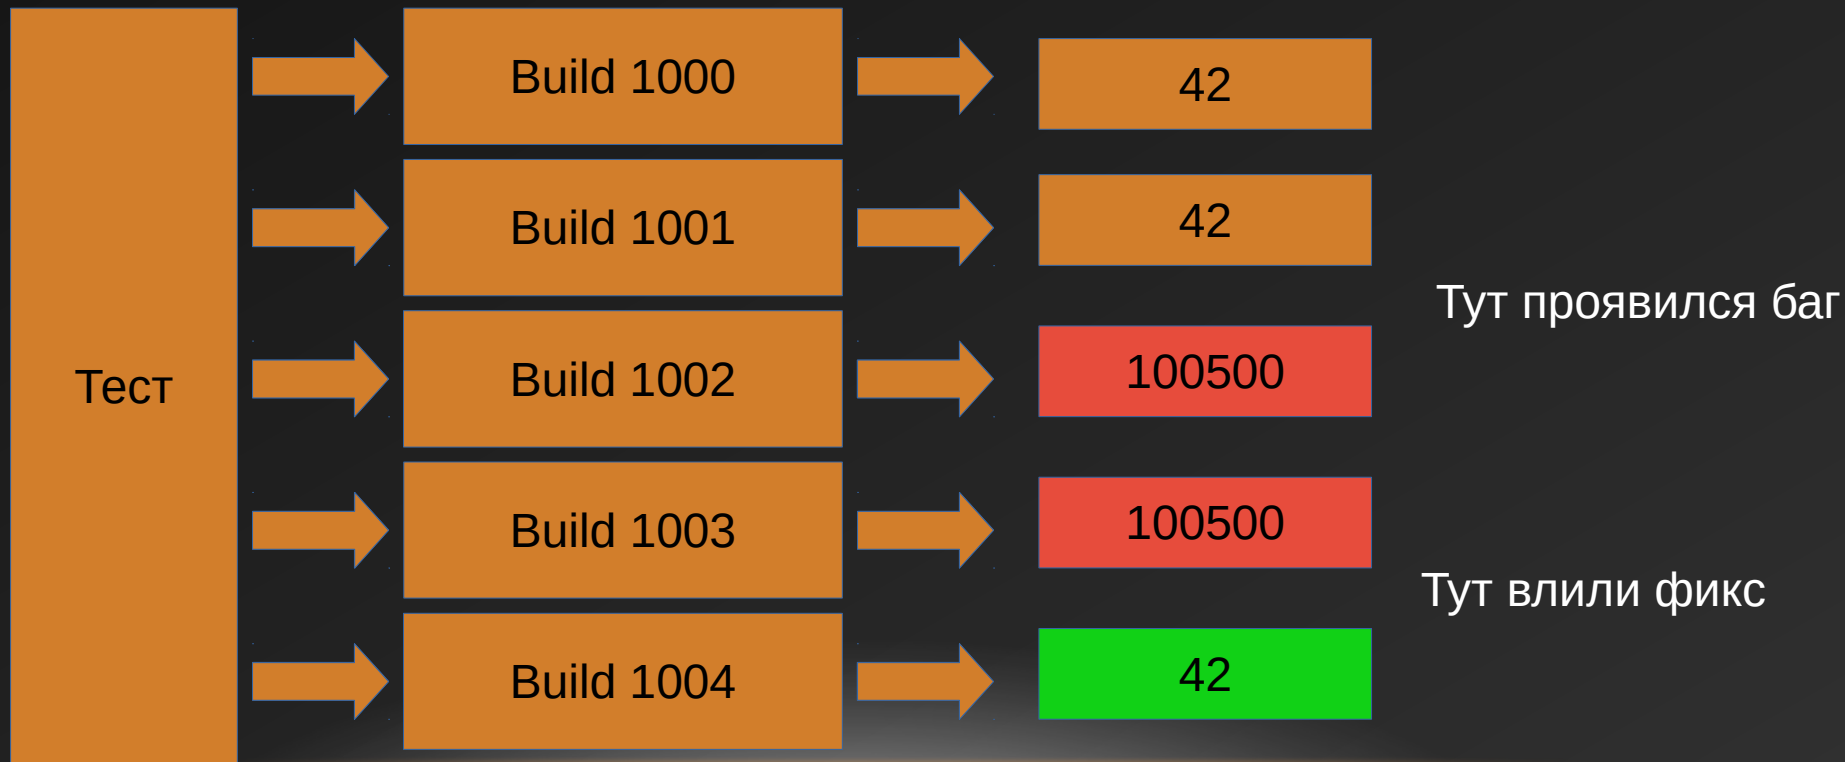 Build 1000
42
Build 1001
42
Тут проявился баг
Тест
Build 1002
100500
Build 1003
100500
Тут влили фикс
Build 1004
42